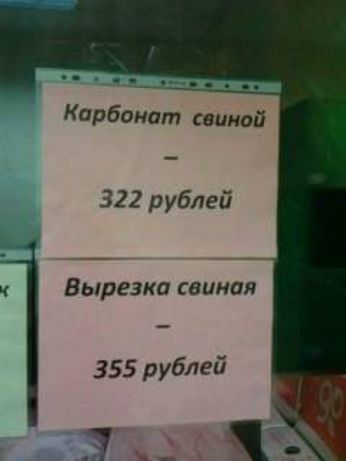 Карбонат свиной
–
322 рублей
Вырезка свиная
–
355 рублей